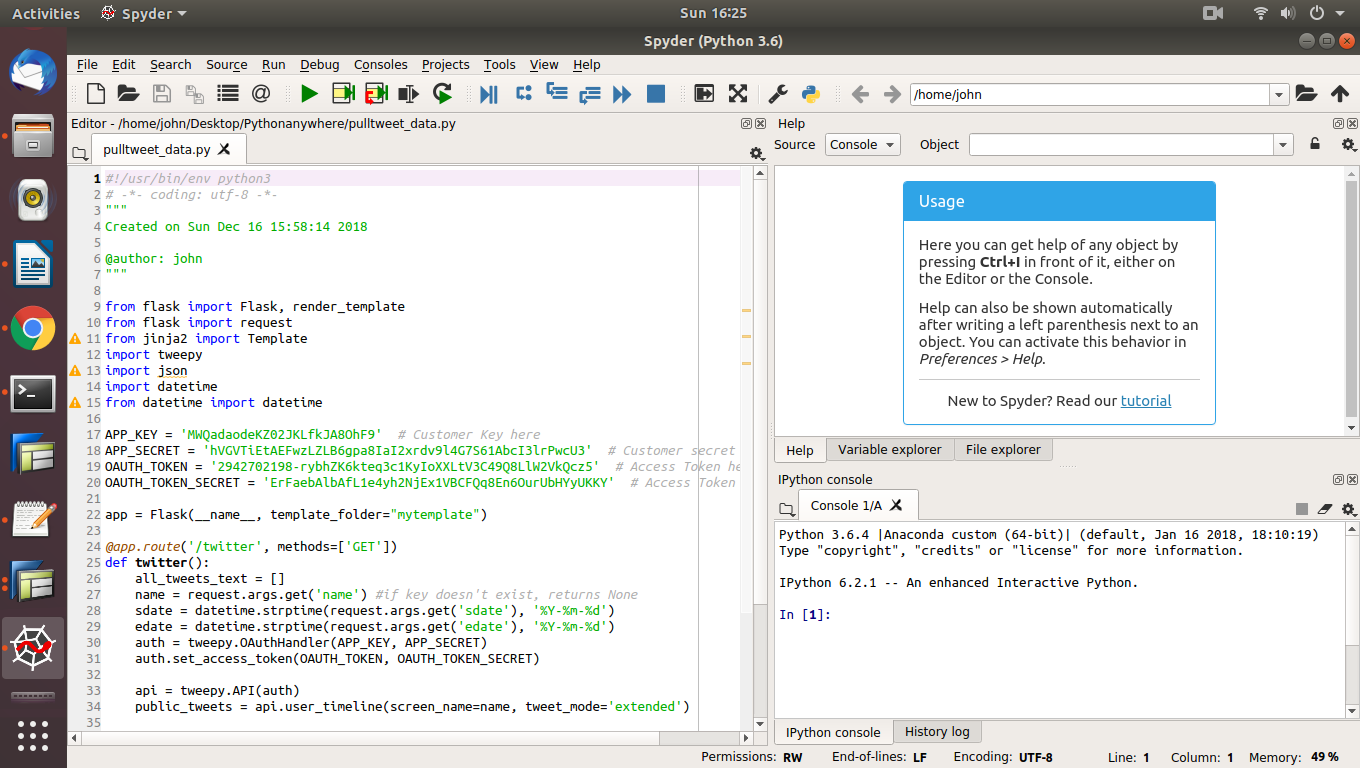 Activities
Spyder
Sun 16:25
Spyder (Python 3.6)
File Edit Search Source Run Debug Consoles Projects Tools View Help
/home/john
Editor - /home/john/Desktop/Pythonanywhere/pulltweet_data.py
pulltweet_data.py
1 #!/usr/bin/env python3
2 # -*- coding: utf-8 -*-
3 """
4 Created on Sun Dec 16 15:58:14 2018
5
6 @author: john
7 """
8
9 from flask import Flask, render_template
10 from flask import request
11 from jinja2 import Template
12 import tweepy
13 import json
14 import datetime
15 from datetime import datetime
16
17 APP_KEY = 'MWQadaodeKZ02JKLfkJA8OhF9'  # Customer Key here
18 APP_SECRET = 'hVGVTlEtAEFwzLZLB6gpa8IaI2xrdv9l4G7S61AbcI3lrPwcU3'  # Customer secret
19 OAUTH_TOKEN = '2942702198-rybhZK6kteq3c1KyIoXXLtV3C49Q8LlW2VkQcz5'  # Access Token he
20 OAUTH_TOKEN_SECRET = 'ErFaebAlbAfL1e4yh2NjEx1VBCFQq8En6OurUbHYyUKKY'  # Access Token
21
22 app = Flask(__name__, template_folder="mytemplate")
23
24 @app.route('/twitter', methods=['GET'])
25 def twitter():
26     all_tweets_text = []
27     name = request.args.get('name') #if key doesn't exist, returns None
28     sdate = datetime.strptime(request.args.get('sdate'), '%Y-%m-%d')
29     edate = datetime.strptime(request.args.get('edate'), '%Y-%m-%d')
30     auth = tweepy.OAuthHandler(APP_KEY, APP_SECRET)
31     auth.set_access_token(OAUTH_TOKEN, OAUTH_TOKEN_SECRET)
32
33     api = tweepy.API(auth)
34     public_tweets = api.user_timeline(screen_name=name, tweet_mode='extended')
35
Help
Source Console Object
Usage
Here you can get help of any object by
pressing Ctrl+I in front of it, either on
the Editor or the Console.
Help can also be shown automatically
after writing a left parenthesis next to an
object. You can activate this behavior in
Preferences > Help.
New to Spyder? Read our tutorial
Help Variable explorer File explorer
IPython console
Console 1/A
Python 3.6.4 |Anaconda custom (64-bit)| (default, Jan 16 2018, 18:10:19)
Type "copyright", "credits" or "license" for more information.
IPython 6.2.1 -- An enhanced Interactive Python.
In [1]:
IPython console History log
Permissions: RW End-of-lines: LF Encoding: UTF-8 Line: 1 Column: 1 Memory: 49 %